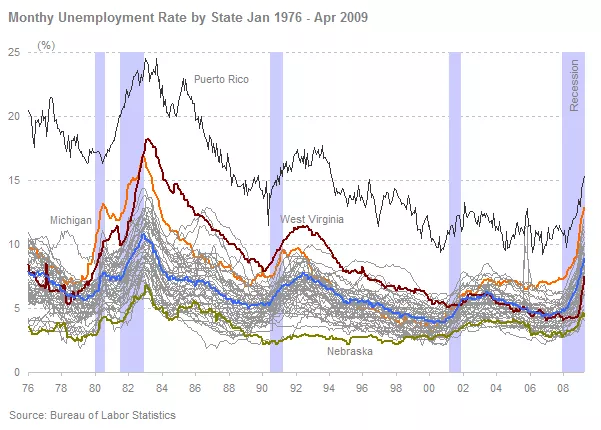 Monthy Unemployment Rate by State Jan 1976 - Apr 2009
(%)
25
20
15
10
5
0
Puerto Rico
Recession
Michigan
West Virginia
Nebraska
76 78 80 82 84 86 88 90 92 94 96 98 00 02 04 06 08
Source: Bureau of Labor Statistics